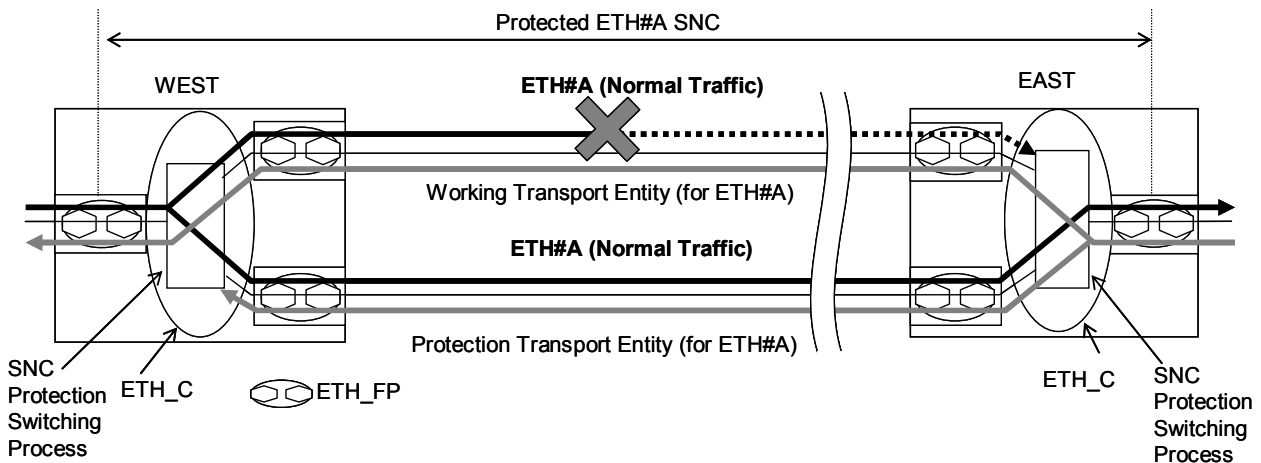 Protected ETH#A SNC
WEST
ETH#A (Normal Traffic)
EAST
Working Transport Entity (for ETH#A)
ETH#A (Normal Traffic)
Protection Transport Entity (for ETH#A)
SNC
Protection
Switching
Process
ETH_C
ETH_FP
ETH_C
SNC
Protection
Switching
Process